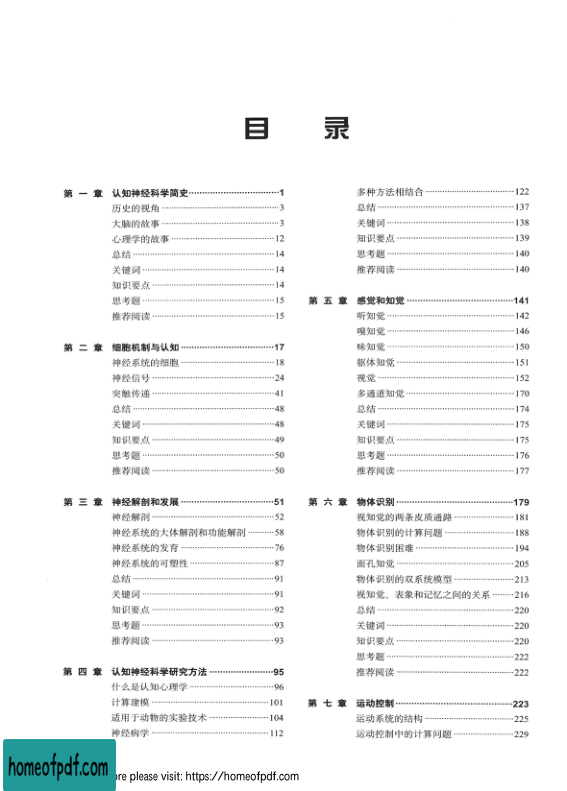 目 录
第 一 章 认知神经科学简史 1
历史的视角 3
大脑的故事 3
心理学的故事 12
总结 14
关键词 14
知识要点 14
思考题 15
推荐阅读 15
第 二 章 细胞机制与认知 17
神经系统的细胞 18
神经信号 24
突触传递 41
总结 48
关键词 48
知识要点 49
思考题 50
推荐阅读 50
第 三 章 神经解剖和发展 51
神经解剖 52
神经系统的大体解剖和功能解剖 58
神经系统的发育 76
神经系统的可塑性 87
总结 91
关键词 91
知识要点 92
思考题 93
推荐阅读 93
第 四 章 认知神经科学研究方法 95
什么是认知心理学 96
计算建模 101
适用于动物的实验技术 104
神经病学 112
多种方法相结合 122
总结 137
关键词 138
知识要点 139
思考题 140
推荐阅读 140
第 五 章 感觉和知觉 141
听知觉 142
嗅知觉 146
味知觉 150
躯体知觉 151
视觉 152
多通道知觉 170
总结 174
关键词 175
知识要点 175
思考题 176
推荐阅读 177
第 六 章 物体识别 179
视知觉的两条皮质通路 181
物体识别的计算问题 188
物体识别困难 194
面孔知觉 205
物体识别的双系统模型 213
视知觉、表象和记忆之间的关系 216
总结 220
关键词 220
知识要点 220
思考题 222
推荐阅读 222
第 七 章 运动控制 223
运动系统的结构 225
运动控制中的计算问题 229
homeofpdf.com
re please visit: https://homeofpdf.com